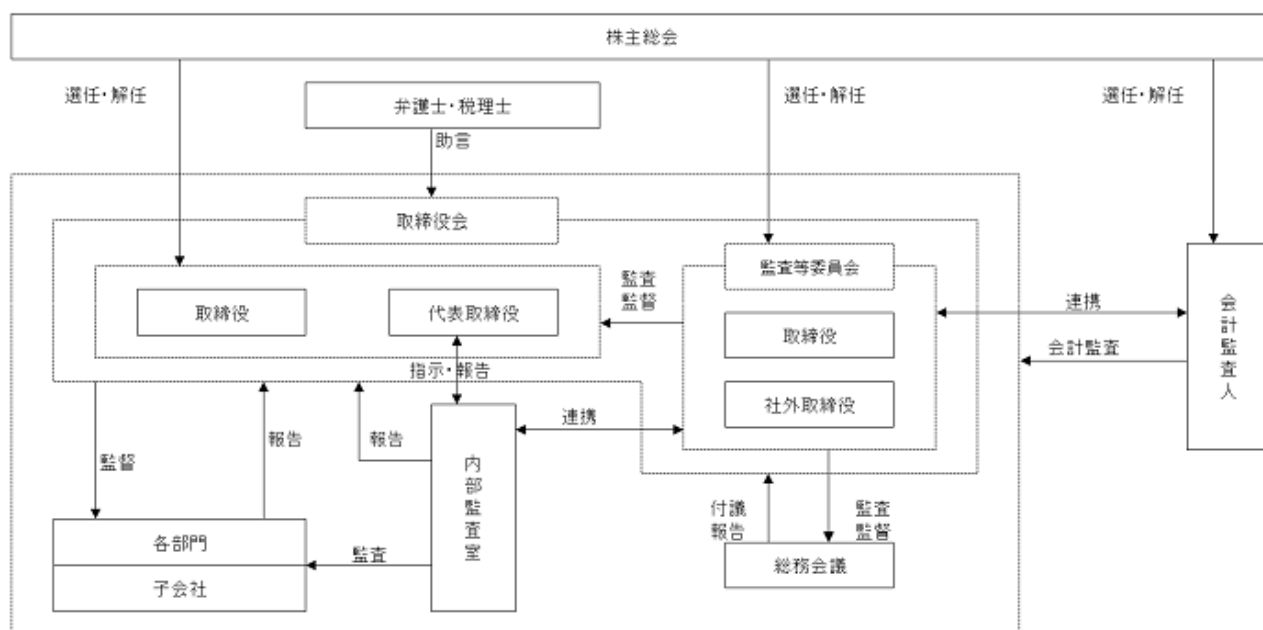 株主総会
選任・解任
選任・解任
選任・解任
弁護士・税理士
助言
取締役会
監査等委員会
取締役
代表取締役
監査
監督
取締役
社外取締役
連携
会計監査
会計監査人
指示・報告
監督
報告
報告
連携
内部監査室
付議
報告
監査
監督
各部門
子会社
監査
総務会議